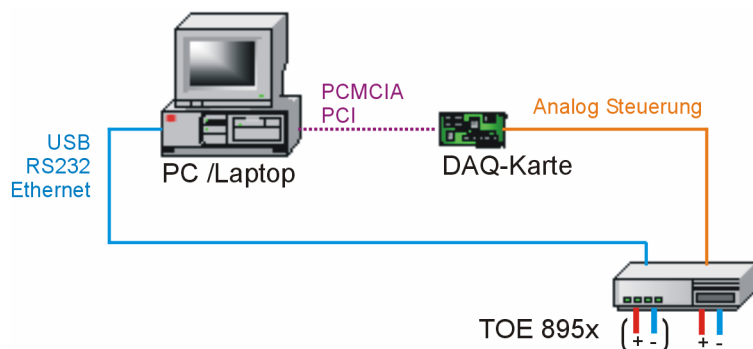 PCMCIA
PCI
Analog Steuerung
USB
RS232
Ethernet
PC /Laptop
DAQ-Karte
TOE 895x
(+ -) + -